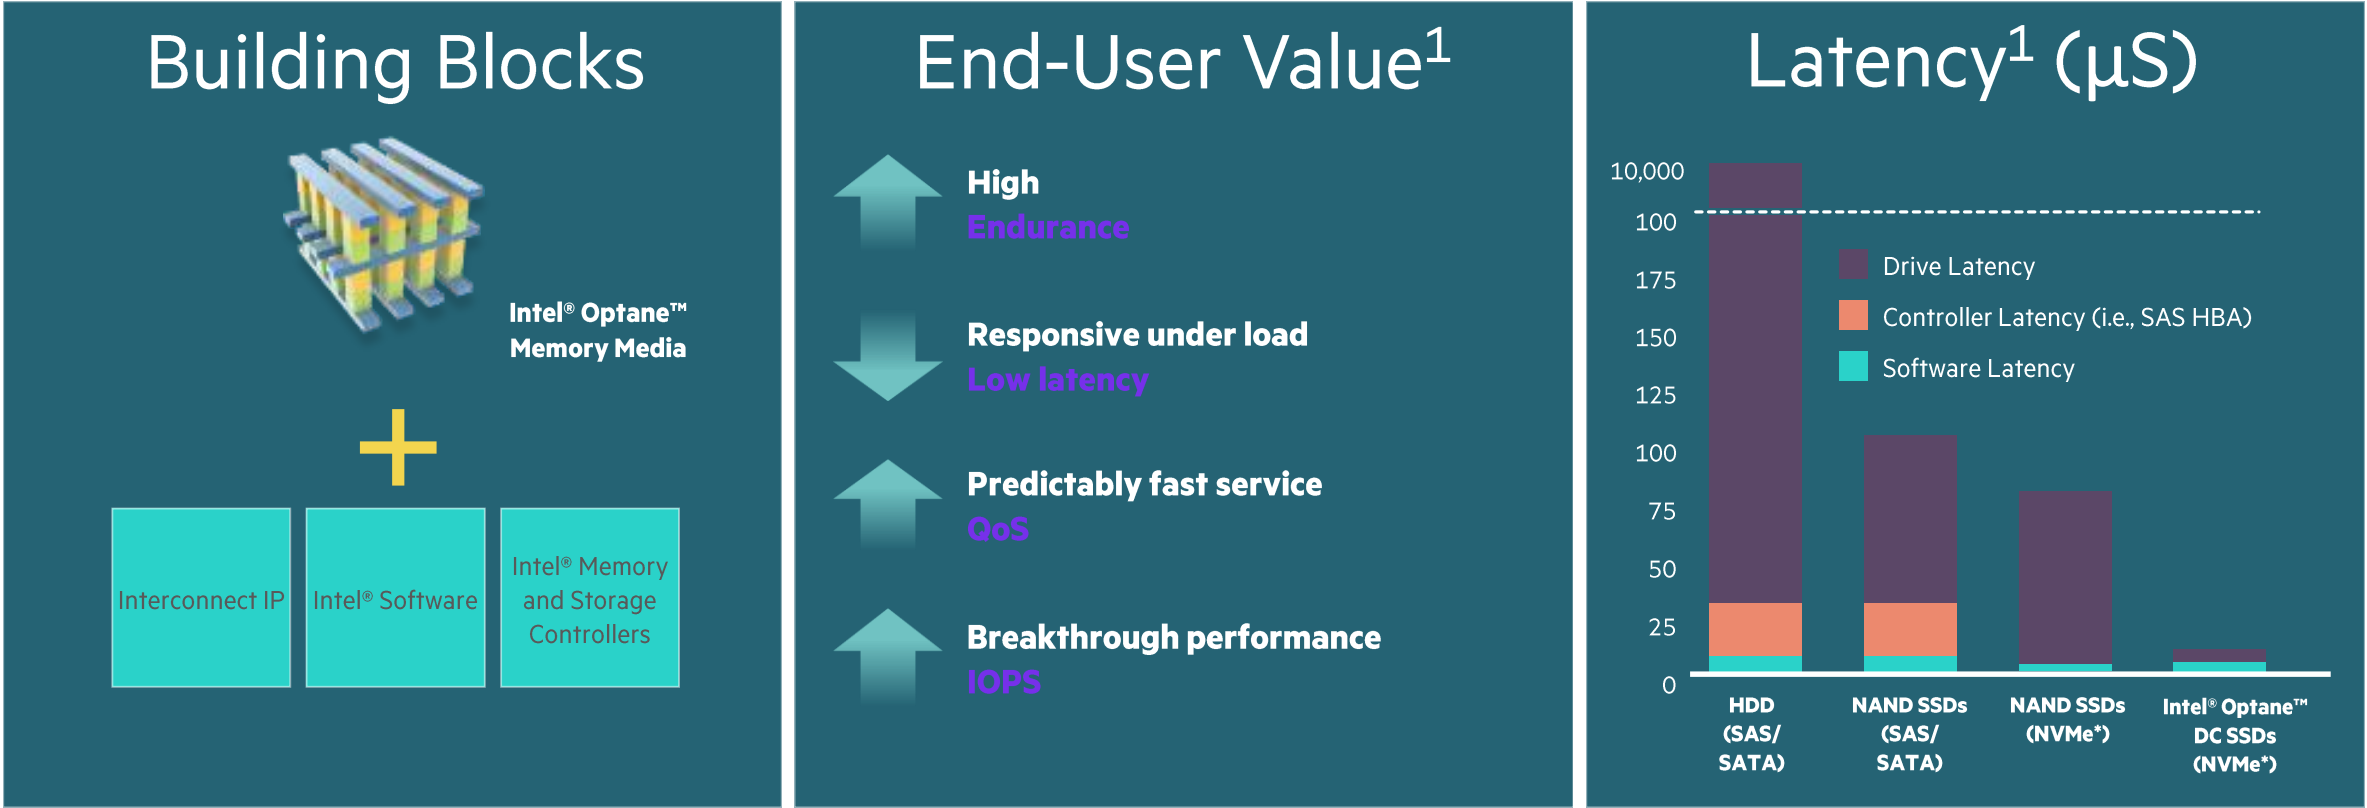 Building Blocks
Intel® Optane™
Memory Media
Interconnect IP
Intel® Software
Intel® Memory
and Storage
Controllers
End-User Value¹
High
Endurance
Responsive under load
Low latency
Predictably fast service
QoS
Breakthrough performance
IOPS
Latency¹ (µS)
10,000
100
175
150
125
100
75
50
25
0
Drive Latency
Controller Latency (i.e., SAS HBA)
Software Latency
HDD
(SAS/
SATA)
NAND SSDs
(SAS/
SATA)
NAND SSDs
(NVMe*)
Intel® Optane™
DC SSDs
(NVMe*)